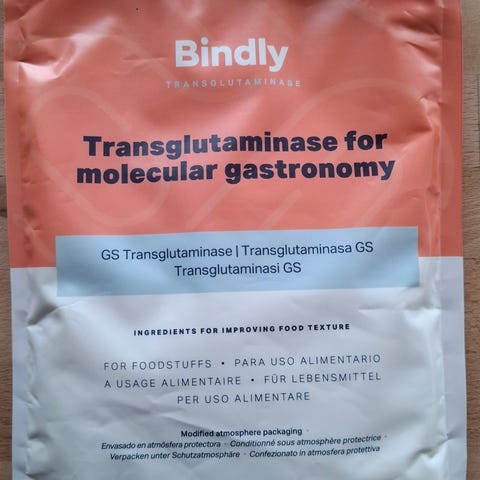 Bindly
TRANSGLUTAMINASE
Transglutaminase for
molecular gastronomy
GS Transglutaminase | Transglutaminasa GS
Transglutaminasi GS
INGREDIENTS FOR IMPROVING FOOD TEXTURE
FOR FOODSTUFFS • PARA USO ALIMENTARIO
A USAGE ALIMENTAIRE • FÜR LEBENSMITTEL
PER USO ALIMENTARE
Modified atmosphere packaging ·
Envasado en atmósfera protectora · Conditionné sous atmosphère protectrice ·
Verpacken unter Schutzatmosphäre · Confezionato in atmosfera protettiva